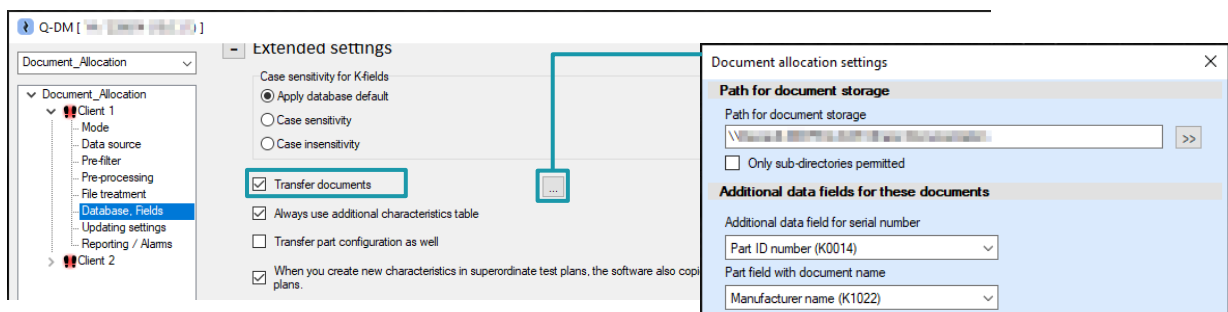 Q-DM [ ) ]
Document_Allocation
Document_Allocation
Client 1
Mode
Data source
Pre-filter
Pre-processing
File treatment
Database, Fields
Updating settings
Reporting / Alarms
Client 2
Extended settings
Case sensitivity for K-fields
Apply database default
Case sensitivity
Case insensitivity
Transfer documents
...
Always use additional characteristics table
Transfer part configuration as well
When you create new characteristics in superordinate test plans, the software also copi
plans.
Document allocation settings
Path for document storage
Path for document storage
\\
>>
Only sub-directories permitted
Additional data fields for these documents
Additional data field for serial number
Part ID number (K0014)
Part field with document name
Manufacturer name (K1022)